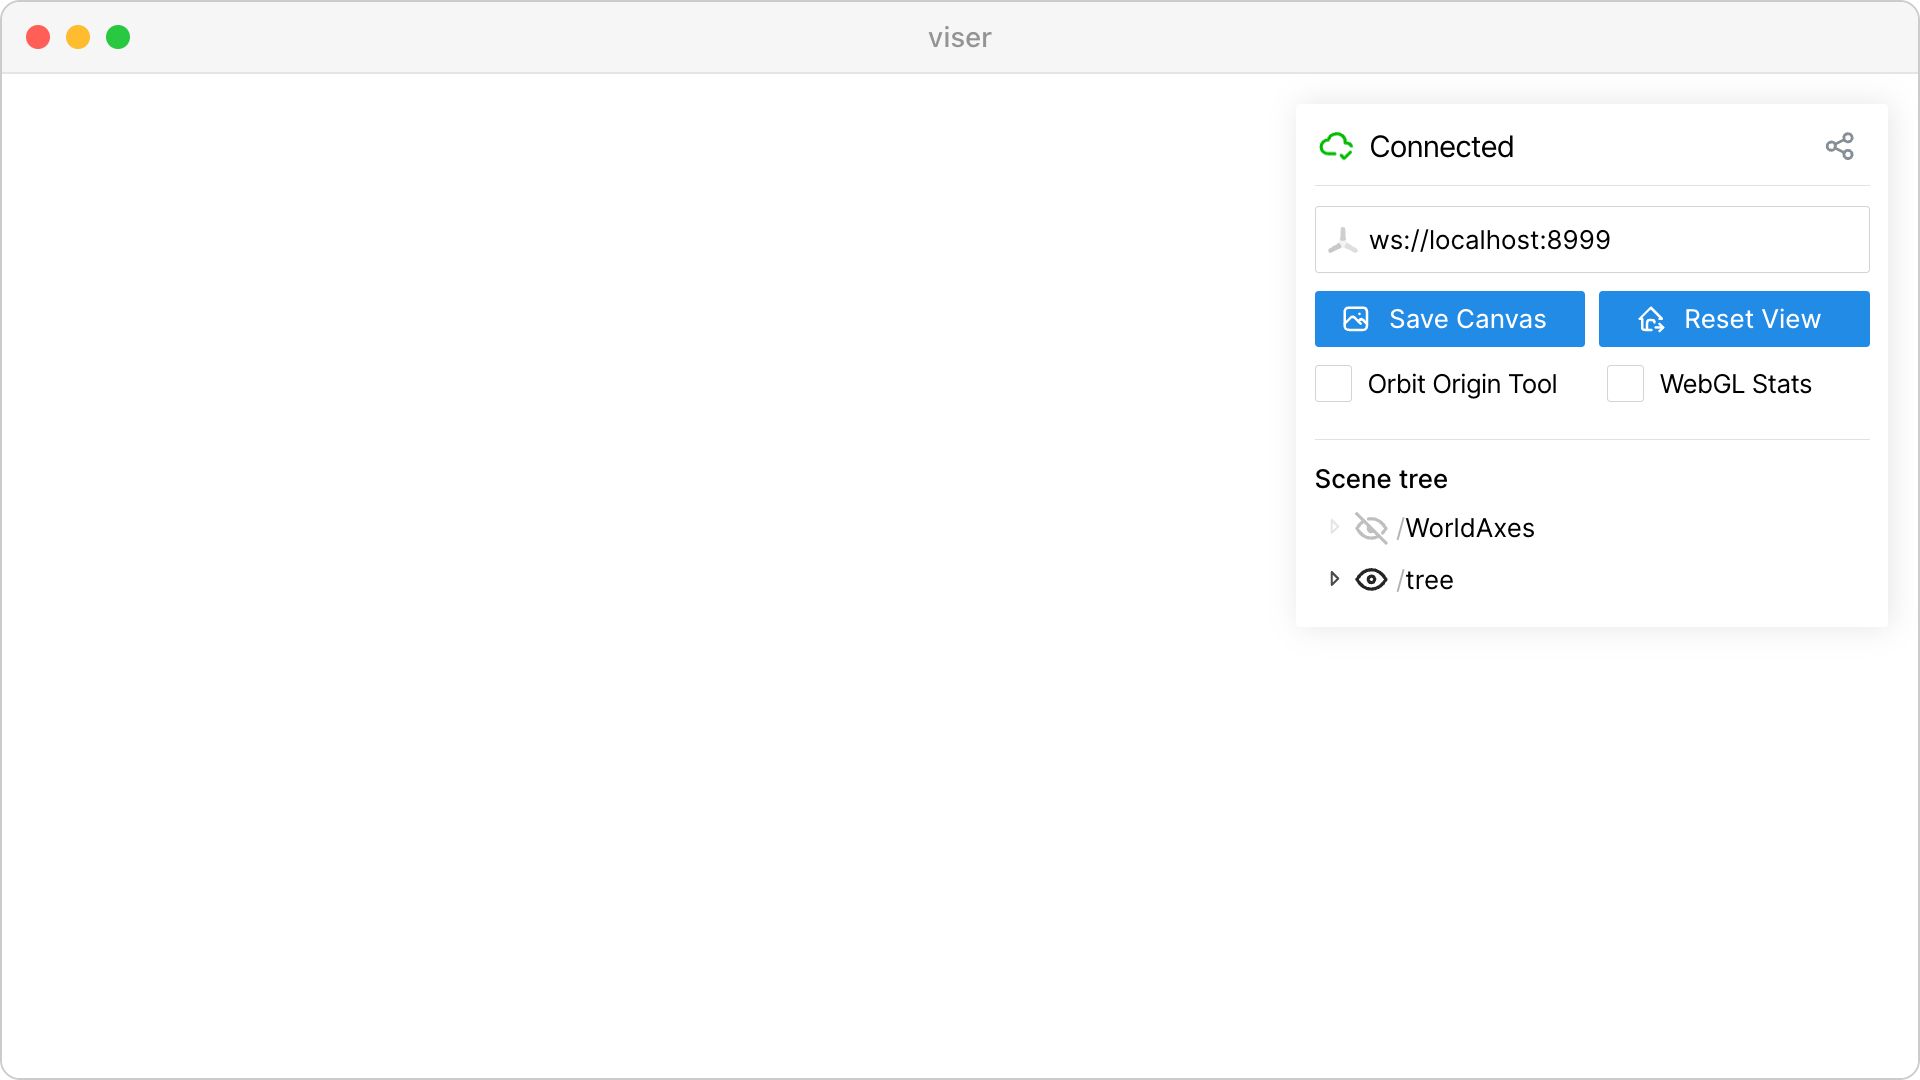 viser
Connected
ws://localhost:8999
Save Canvas
Reset View
Orbit Origin Tool
WebGL Stats
Scene tree
/WorldAxes
/tree